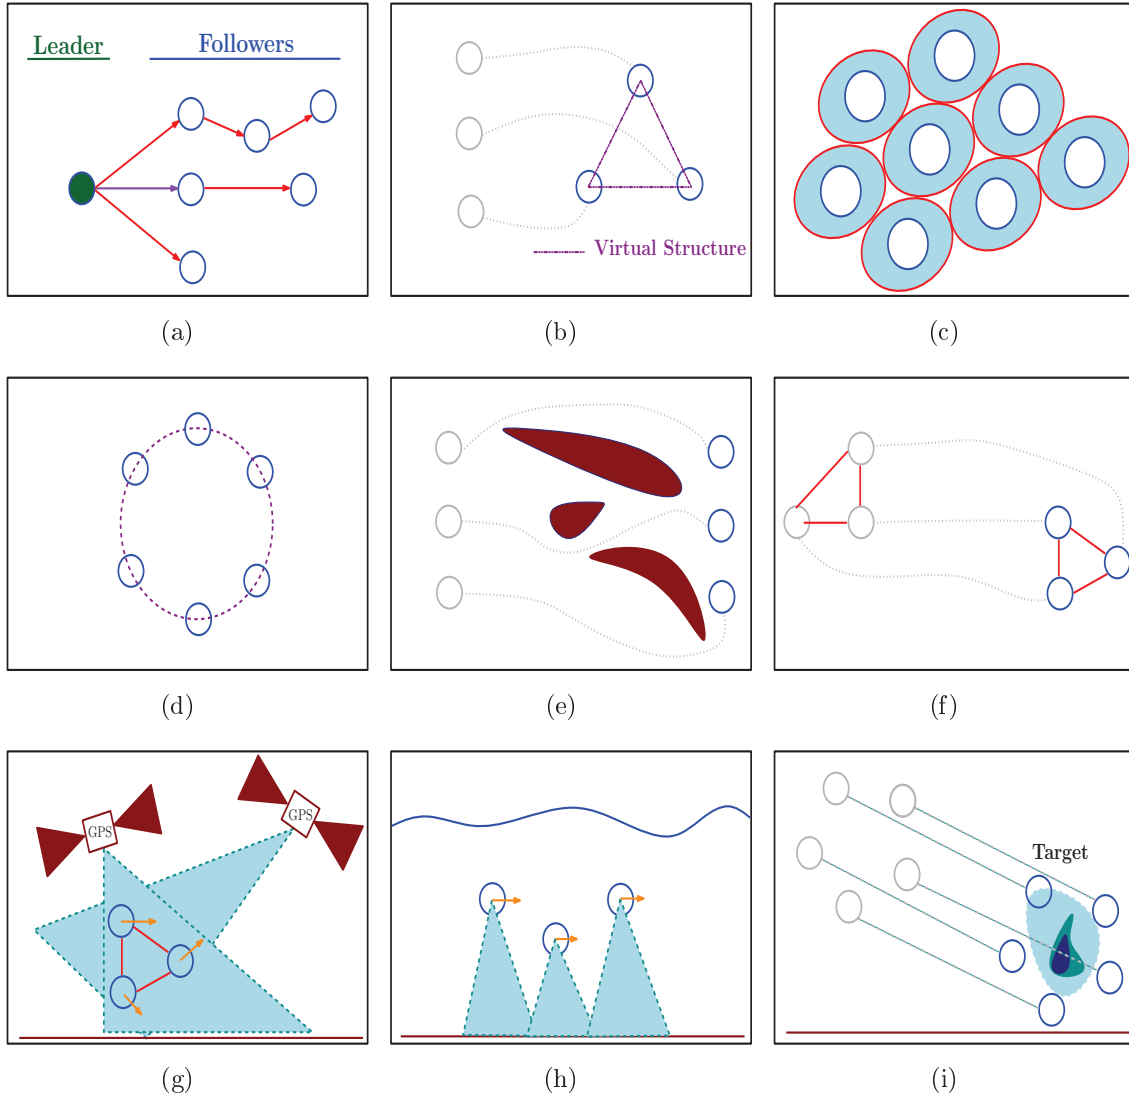 Leader
Followers
Virtual Structure
(a)
(b)
(c)
(d)
(e)
(f)
GPS
GPS
Target
(g)
(h)
(i)